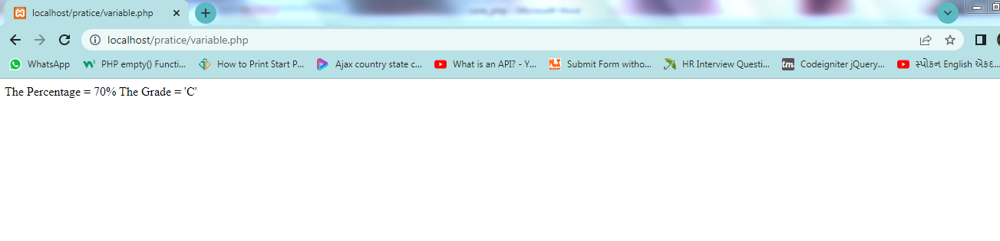 localhost/pratice/variable.php
localhost/pratice/variable.php
WhatsApp PHP empty() Functi... How to Print Start P... Ajax country state c... What is an API? - Y... Submit Form witho... HR Interview Questi... tm Codeigniter jQuery... સ્પોકન English એકદ...
The Percentage = 70% The Grade = 'C'